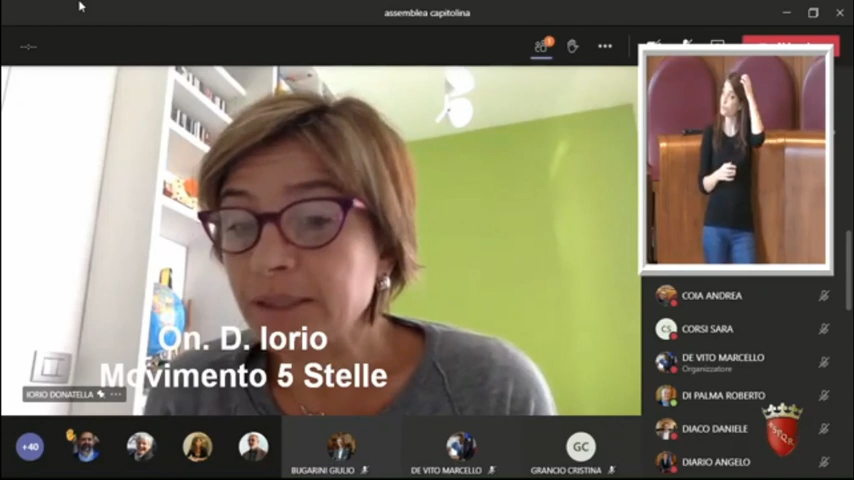 assemblea capitolina
1
On. D. Iorio
Movimento 5 Stelle
IORIO DONATELLA
COIA ANDREA
CS
CORSI SARA
DE VITO MARCELLO
Organizzatore
DI PALMA ROBERTO
DIACO DANIELE
DIARIO ANGELO
SPQR
+40
BUGARINI GIULIO
DE VITO MARCELLO
GC
GRANCIO CRISTINA